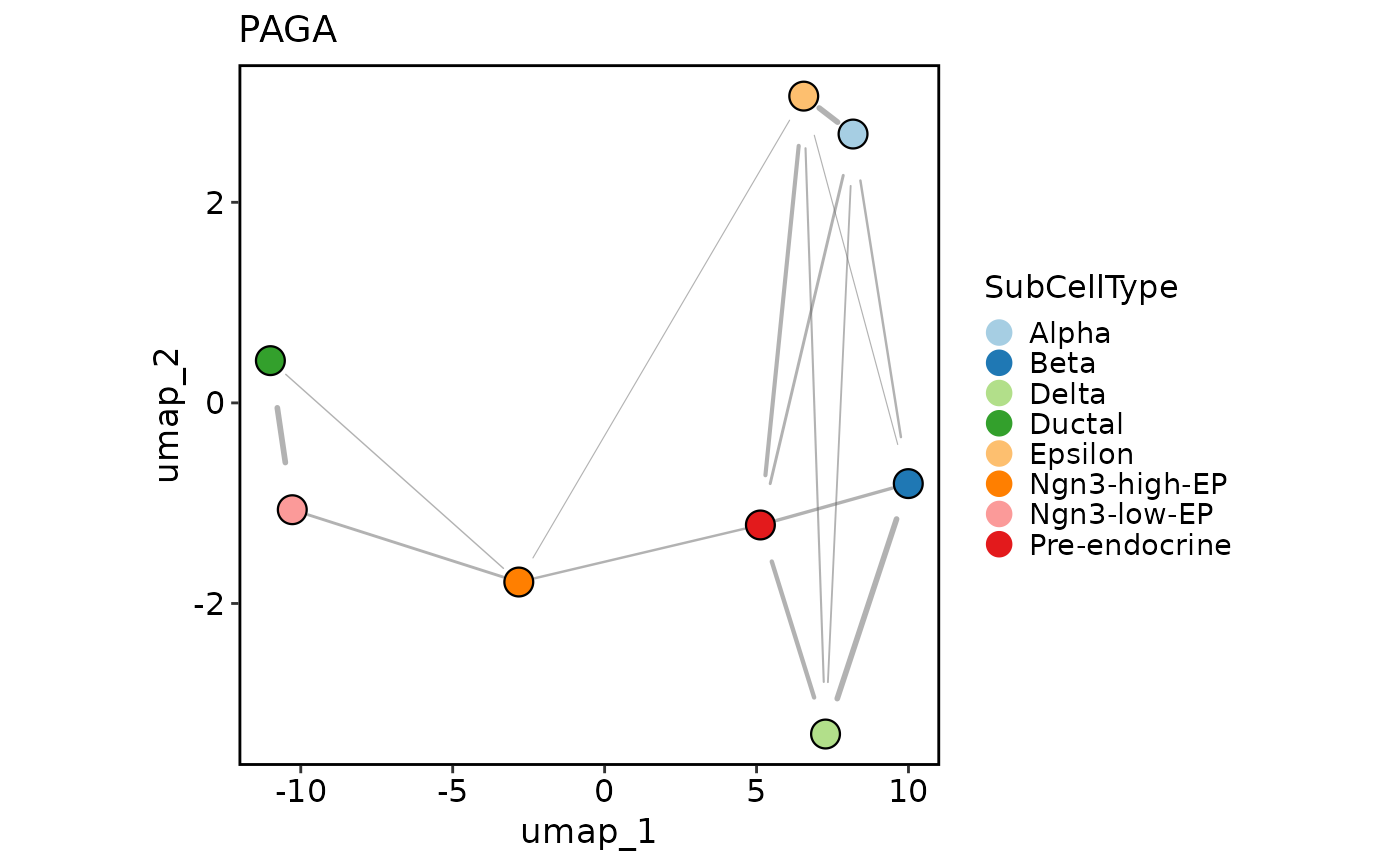 PAGA
umap_2
2
0
-2
-10
-5
0
5
10
umap_1
SubCellType
Alpha
Beta
Delta
Ductal
Epsilon
Ngn3-high-EP
Ngn3-low-EP
Pre-endocrine